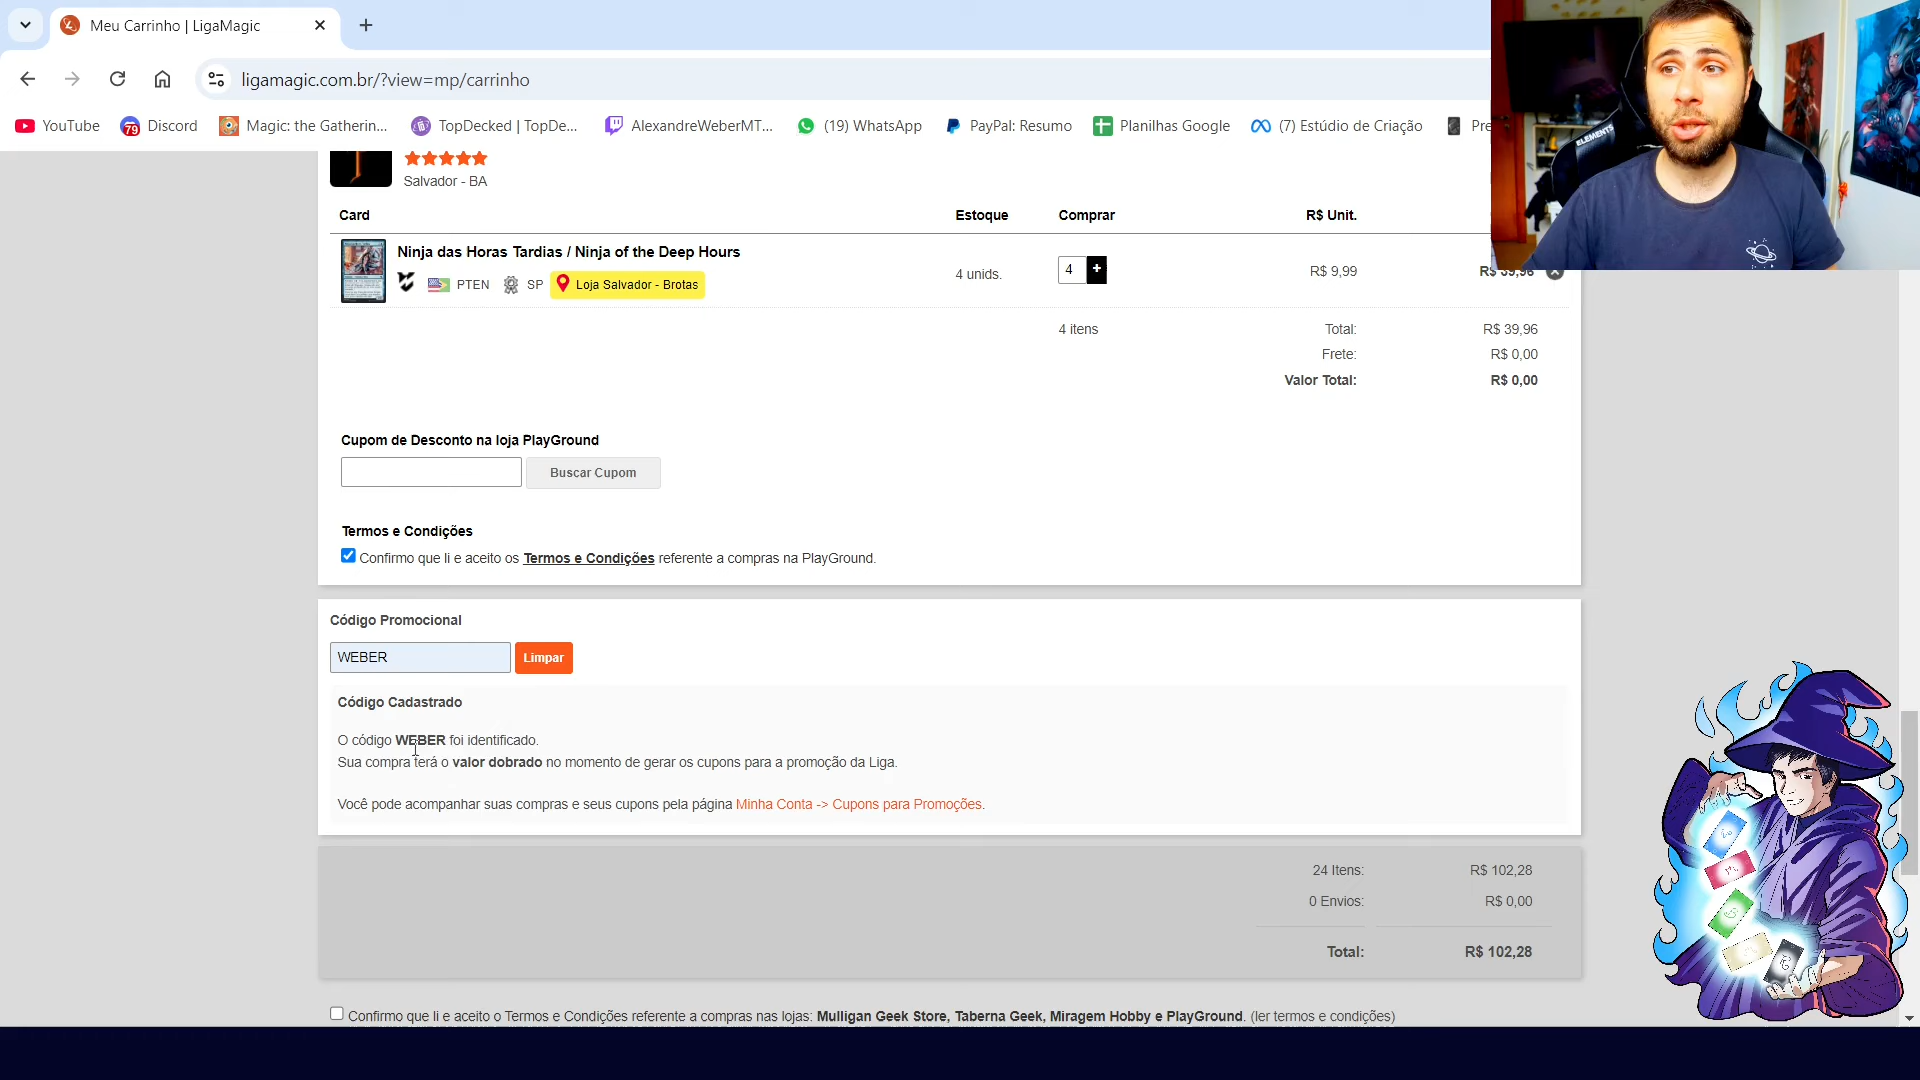 Meu Carrinho | LigaMagic
ligamagic.com.br/?view=mp/carrinho
YouTube
79
Discord
Magic: the Gatherin...
TopDecked | TopDe...
AlexandreWeberMT...
(19) WhatsApp
PayPal: Resumo
Planilhas Google
(7) Estúdio de Criação
Pre
ELEMENTS
Salvador - BA
Card
Estoque
Comprar
R$ Unit.
Ninja das Horas Tardias / Ninja of the Deep Hours
PTEN
SP
Loja Salvador - Brotas
4 unids.
4
+
R$ 9,99
R$ 39,96
4 itens
Total:
R$ 39,96
Frete:
R$ 0,00
Valor Total:
R$ 0,00
Cupom de Desconto na loja PlayGround
Buscar Cupom
Termos e Condições
Confirmo que li e aceito os Termos e Condições referente a compras na PlayGround.
Código Promocional
WEBER
Limpar
Código Cadastrado
O código WEBER foi identificado.
Sua compra terá o valor dobrado no momento de gerar os cupons para a promoção da Liga.
Você pode acompanhar suas compras e seus cupons pela página Minha Conta -> Cupons para Promoções.
24 Itens:
R$ 102,28
0 Envios:
R$ 0,00
Total:
R$ 102,28
Confirmo que li e aceito o Termos e Condições referente a compras nas lojas: Mulligan Geek Store, Taberna Geek, Miragem Hobby e PlayGround. (ler termos e condições)